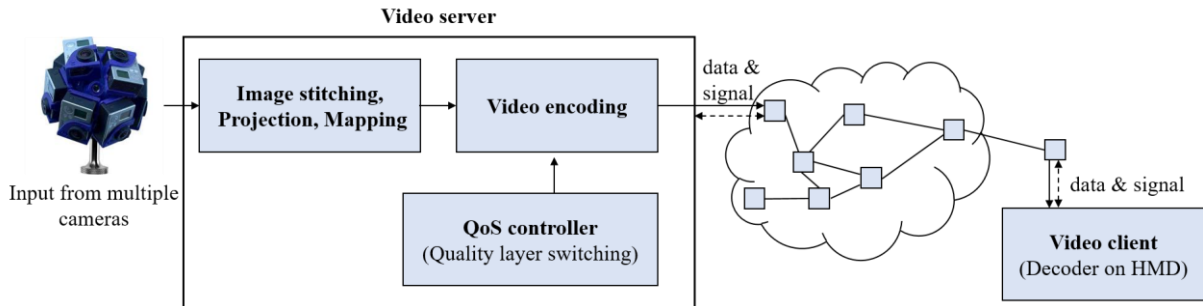 Video server
Image stitching,
Projection, Mapping
Video encoding
data &
signal
Input from multiple
cameras
QoS controller
(Quality layer switching)
data & signal
Video client
(Decoder on HMD)